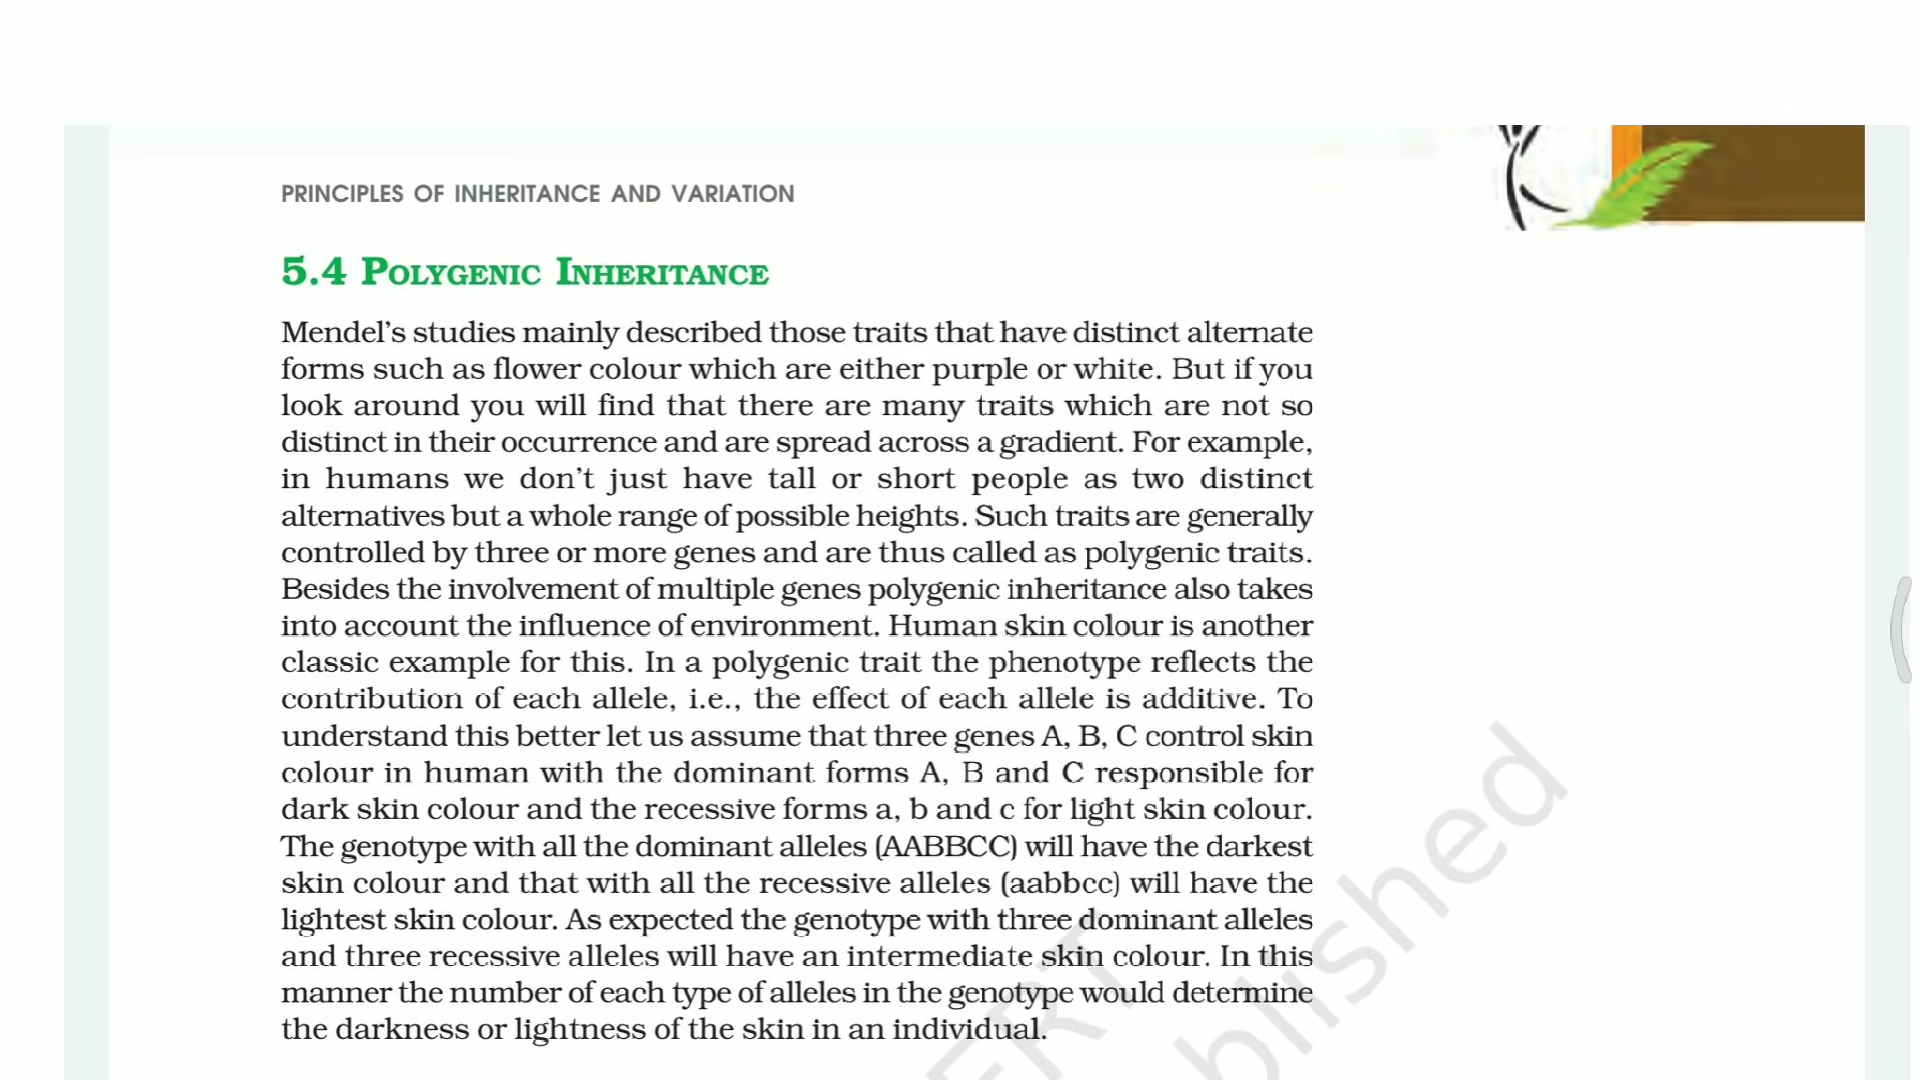 PRINCIPLES OF INHERITANCE AND VARIATION
5.4 POLYGENIC INHERITANCE
Mendel's studies mainly described those traits that have distinct alternate
forms such as flower colour which are either purple or white. But if you
look around you will find that there are many traits which are not so
distinct in their occurrence and are spread across a gradient. For example,
in humans we don't just have tall or short people as two distinct
alternatives but a whole range of possible heights. Such traits are generally
controlled by three or more genes and are thus called as polygenic traits.
Besides the involvement of multiple genes polygenic inheritance also takes
into account the influence of environment. Human skin colour is another
classic example for this. In a polygenic trait the phenotype reflects the
contribution of each allele, i.e., the effect of each allele is additive. To
understand this better let us assume that three genes A, B, C control skin
colour in human with the dominant forms A, B and C responsible for
dark skin colour and the recessive forms a, b and c for light skin colour.
The genotype with all the dominant alleles (AABBCC) will have the darkest
skin colour and that with all the recessive alleles (aabbcc) will have the
lightest skin colour. As expected the genotype with three dominant alleles
and three recessive alleles will have an intermediate skin colour. In this
manner the number of each type of alleles in the genotype would determine
the darkness or lightness of the skin in an individual.
ERT
blished